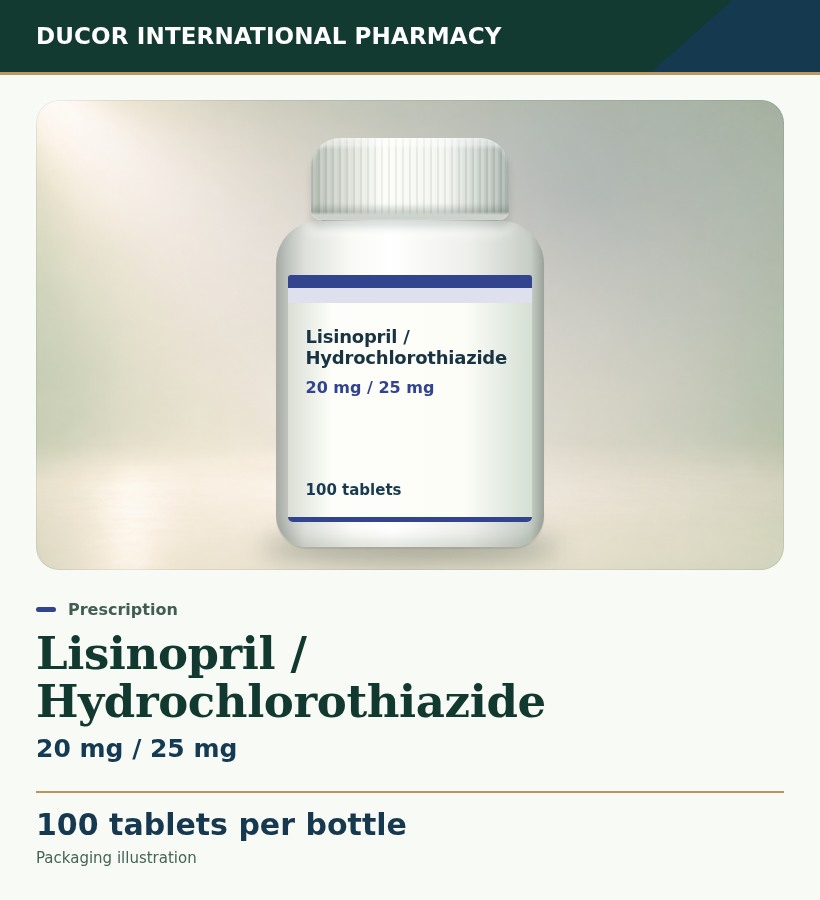 DUCOR INTERNATIONAL PHARMACY
Lisinopril /
Hydrochlorothiazide
20 mg / 25 mg
100 tablets
Prescription
Lisinopril /
Hydrochlorothiazide
20 mg / 25 mg
100 tablets per bottle
Packaging illustration